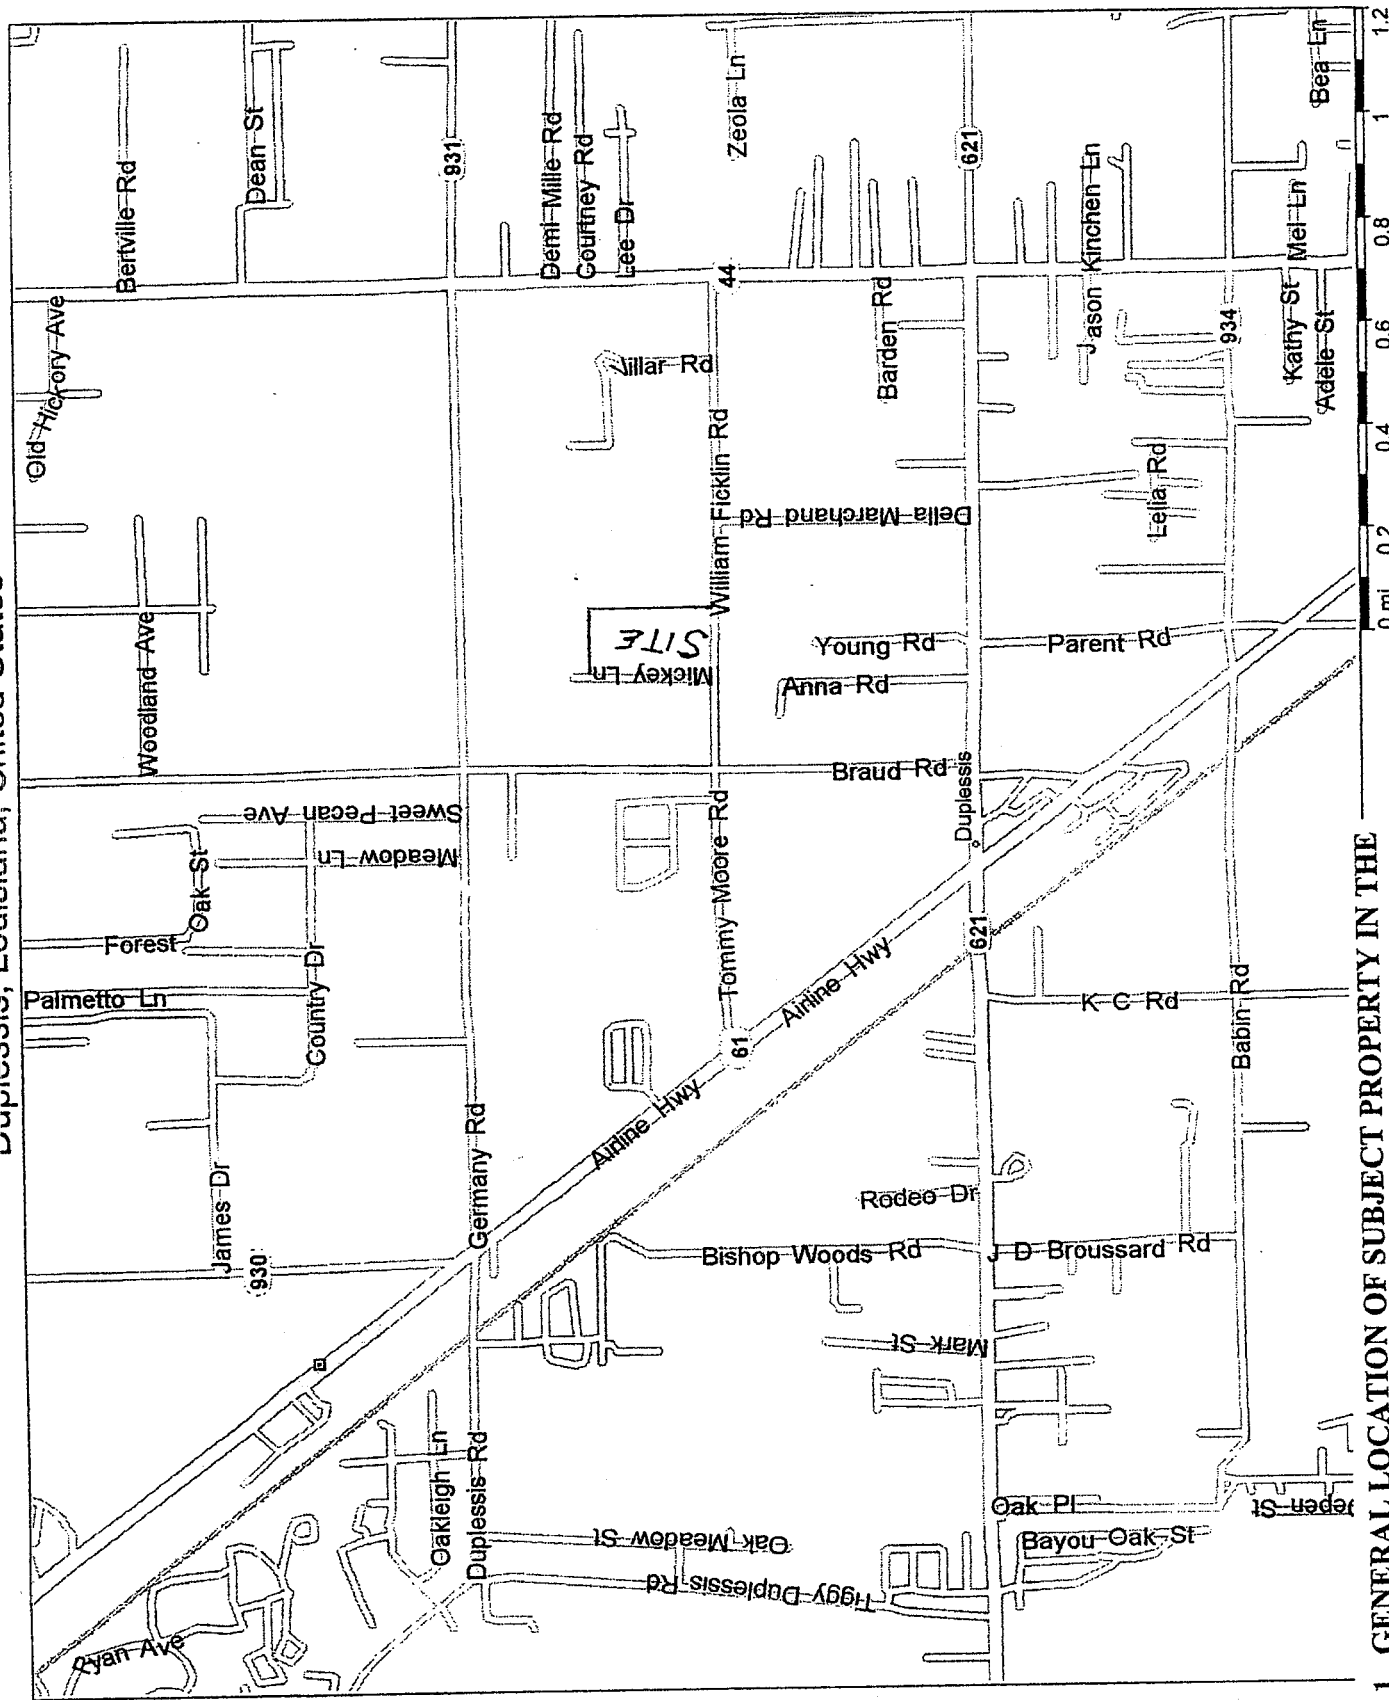 Duplessis, Louisiana, United States
Ryan Ave
Oakleigh Ln
Duplessis Rd
Oak Meadow St
Tiggy Duplessis Rd
Oak Pl
Bayou Oak St
Jepen St
Mark St
J D Broussard Rd
Bishop Woods Rd
Rodeo Dr
930
James Dr
Germany Rd
Airline Hwy
61
Airline Hwy
Palmetto Ln
Country Dr
Forest
Oak St
Meadow Ln
Sweet Pecan Ave
Tommy Moore Rd
621
K C Rd
Babin Rd
Duplessis
Braud Rd
Woodland Ave
Mickey Ln
SITE
Anna Rd
Young Rd
Parent Rd
William Ficklin Rd
Della Marchand Rd
Lelia Rd
Old Hickory Ave
Villar Rd
Barden Rd
Jason Kinchen Ln
934
Kathy St
Adele St
Mel Ln
44
Bertville Rd
Dean St
931
Demi Mille Rd
Courtney Rd
Lee Dr
Zeola Ln
621
Bea Ln
0 mi 0.2 0.4 0.6 0.8 1 1.2
1 GENERAL LOCATION OF SUBJECT PROPERTY IN THE